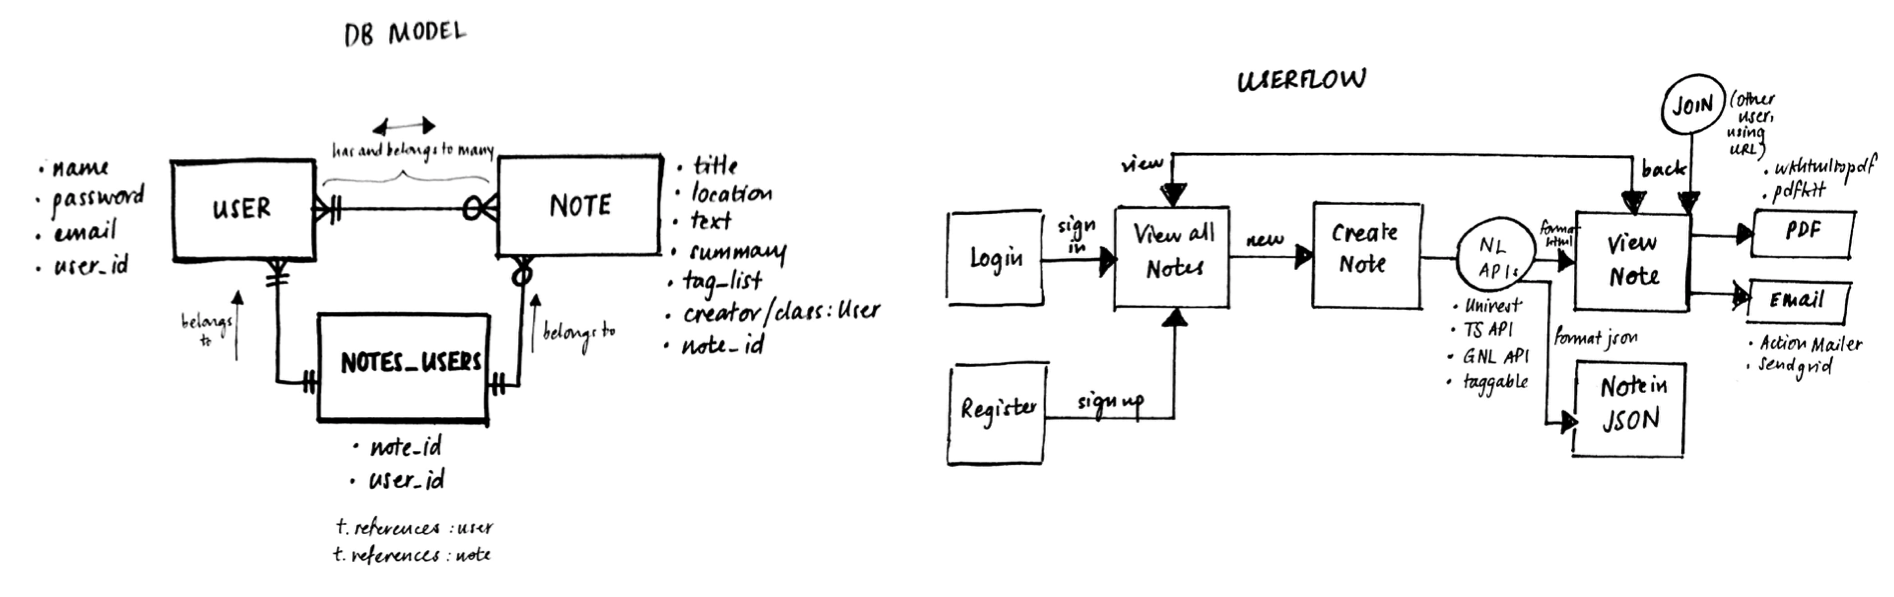 DB MODEL
has and belongs to many
• name
• password
• email
• user_id
USER
NOTE
• title
• location
• text
• summary
• tag_list
• creator/class: User
• note_id
belongs
to
belongs to
NOTES_USERS
• note_id
• user_id
t. references : user
t. references : note
USERFLOW
JOIN
(other
user,
using
URL)
view
back
• wkhtmltopdf
• pdfkit
Login
sign
in
View all
Notes
new
Create
Note
NL
APIs
format
html
View
Note
PDF
Email
• Action Mailer
• Sendgrid
• Unirest
• TS API
• GNL API
• taggable
format json
Note in
JSON
Register
sign up